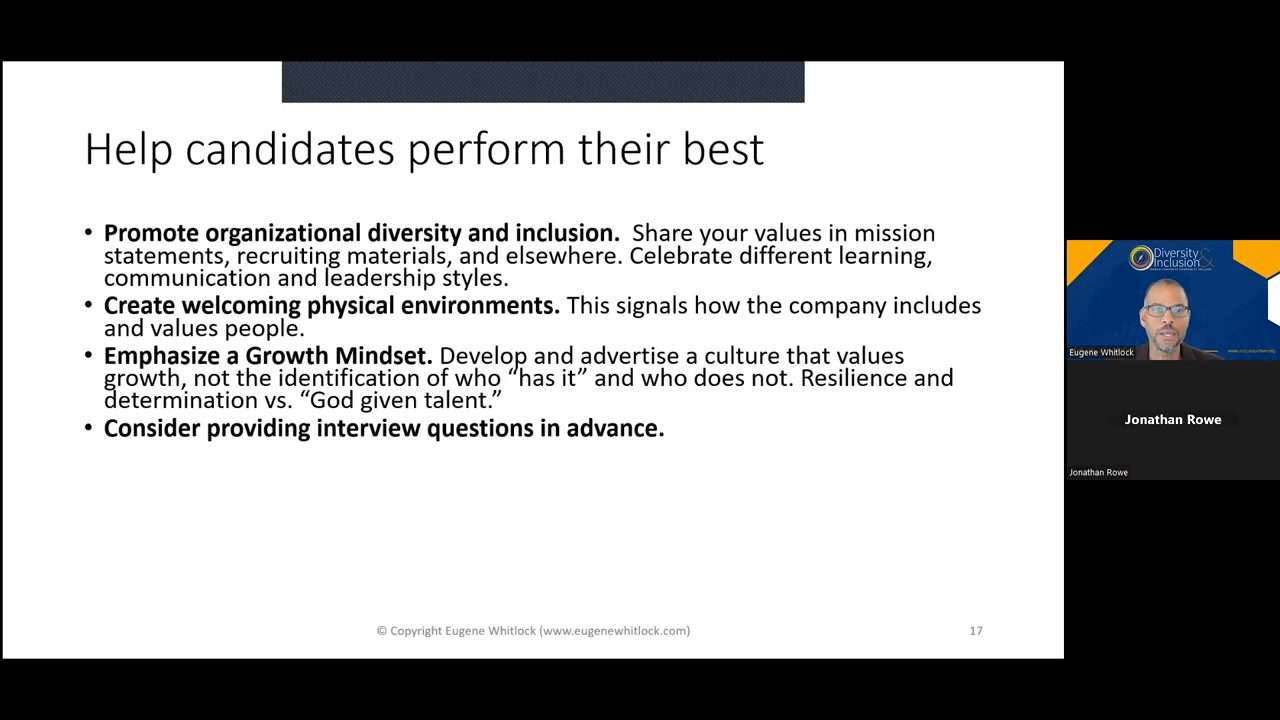 Help candidates perform their best
• Promote organizational diversity and inclusion.  Share your values in mission
statements, recruiting materials, and elsewhere. Celebrate different learning,
communication and leadership styles.
• Create welcoming physical environments. This signals how the company includes
and values people.
• Emphasize a Growth Mindset. Develop and advertise a culture that values
growth, not the identification of who “has it” and who does not. Resilience and
determination vs. “God given talent.”
• Consider providing interview questions in advance.
© Copyright Eugene Whitlock (www.eugenewhitlock.com)
17
Diversity &
Inclusion
Eugene Whitlock
Jonathan Rowe
Jonathan Rowe